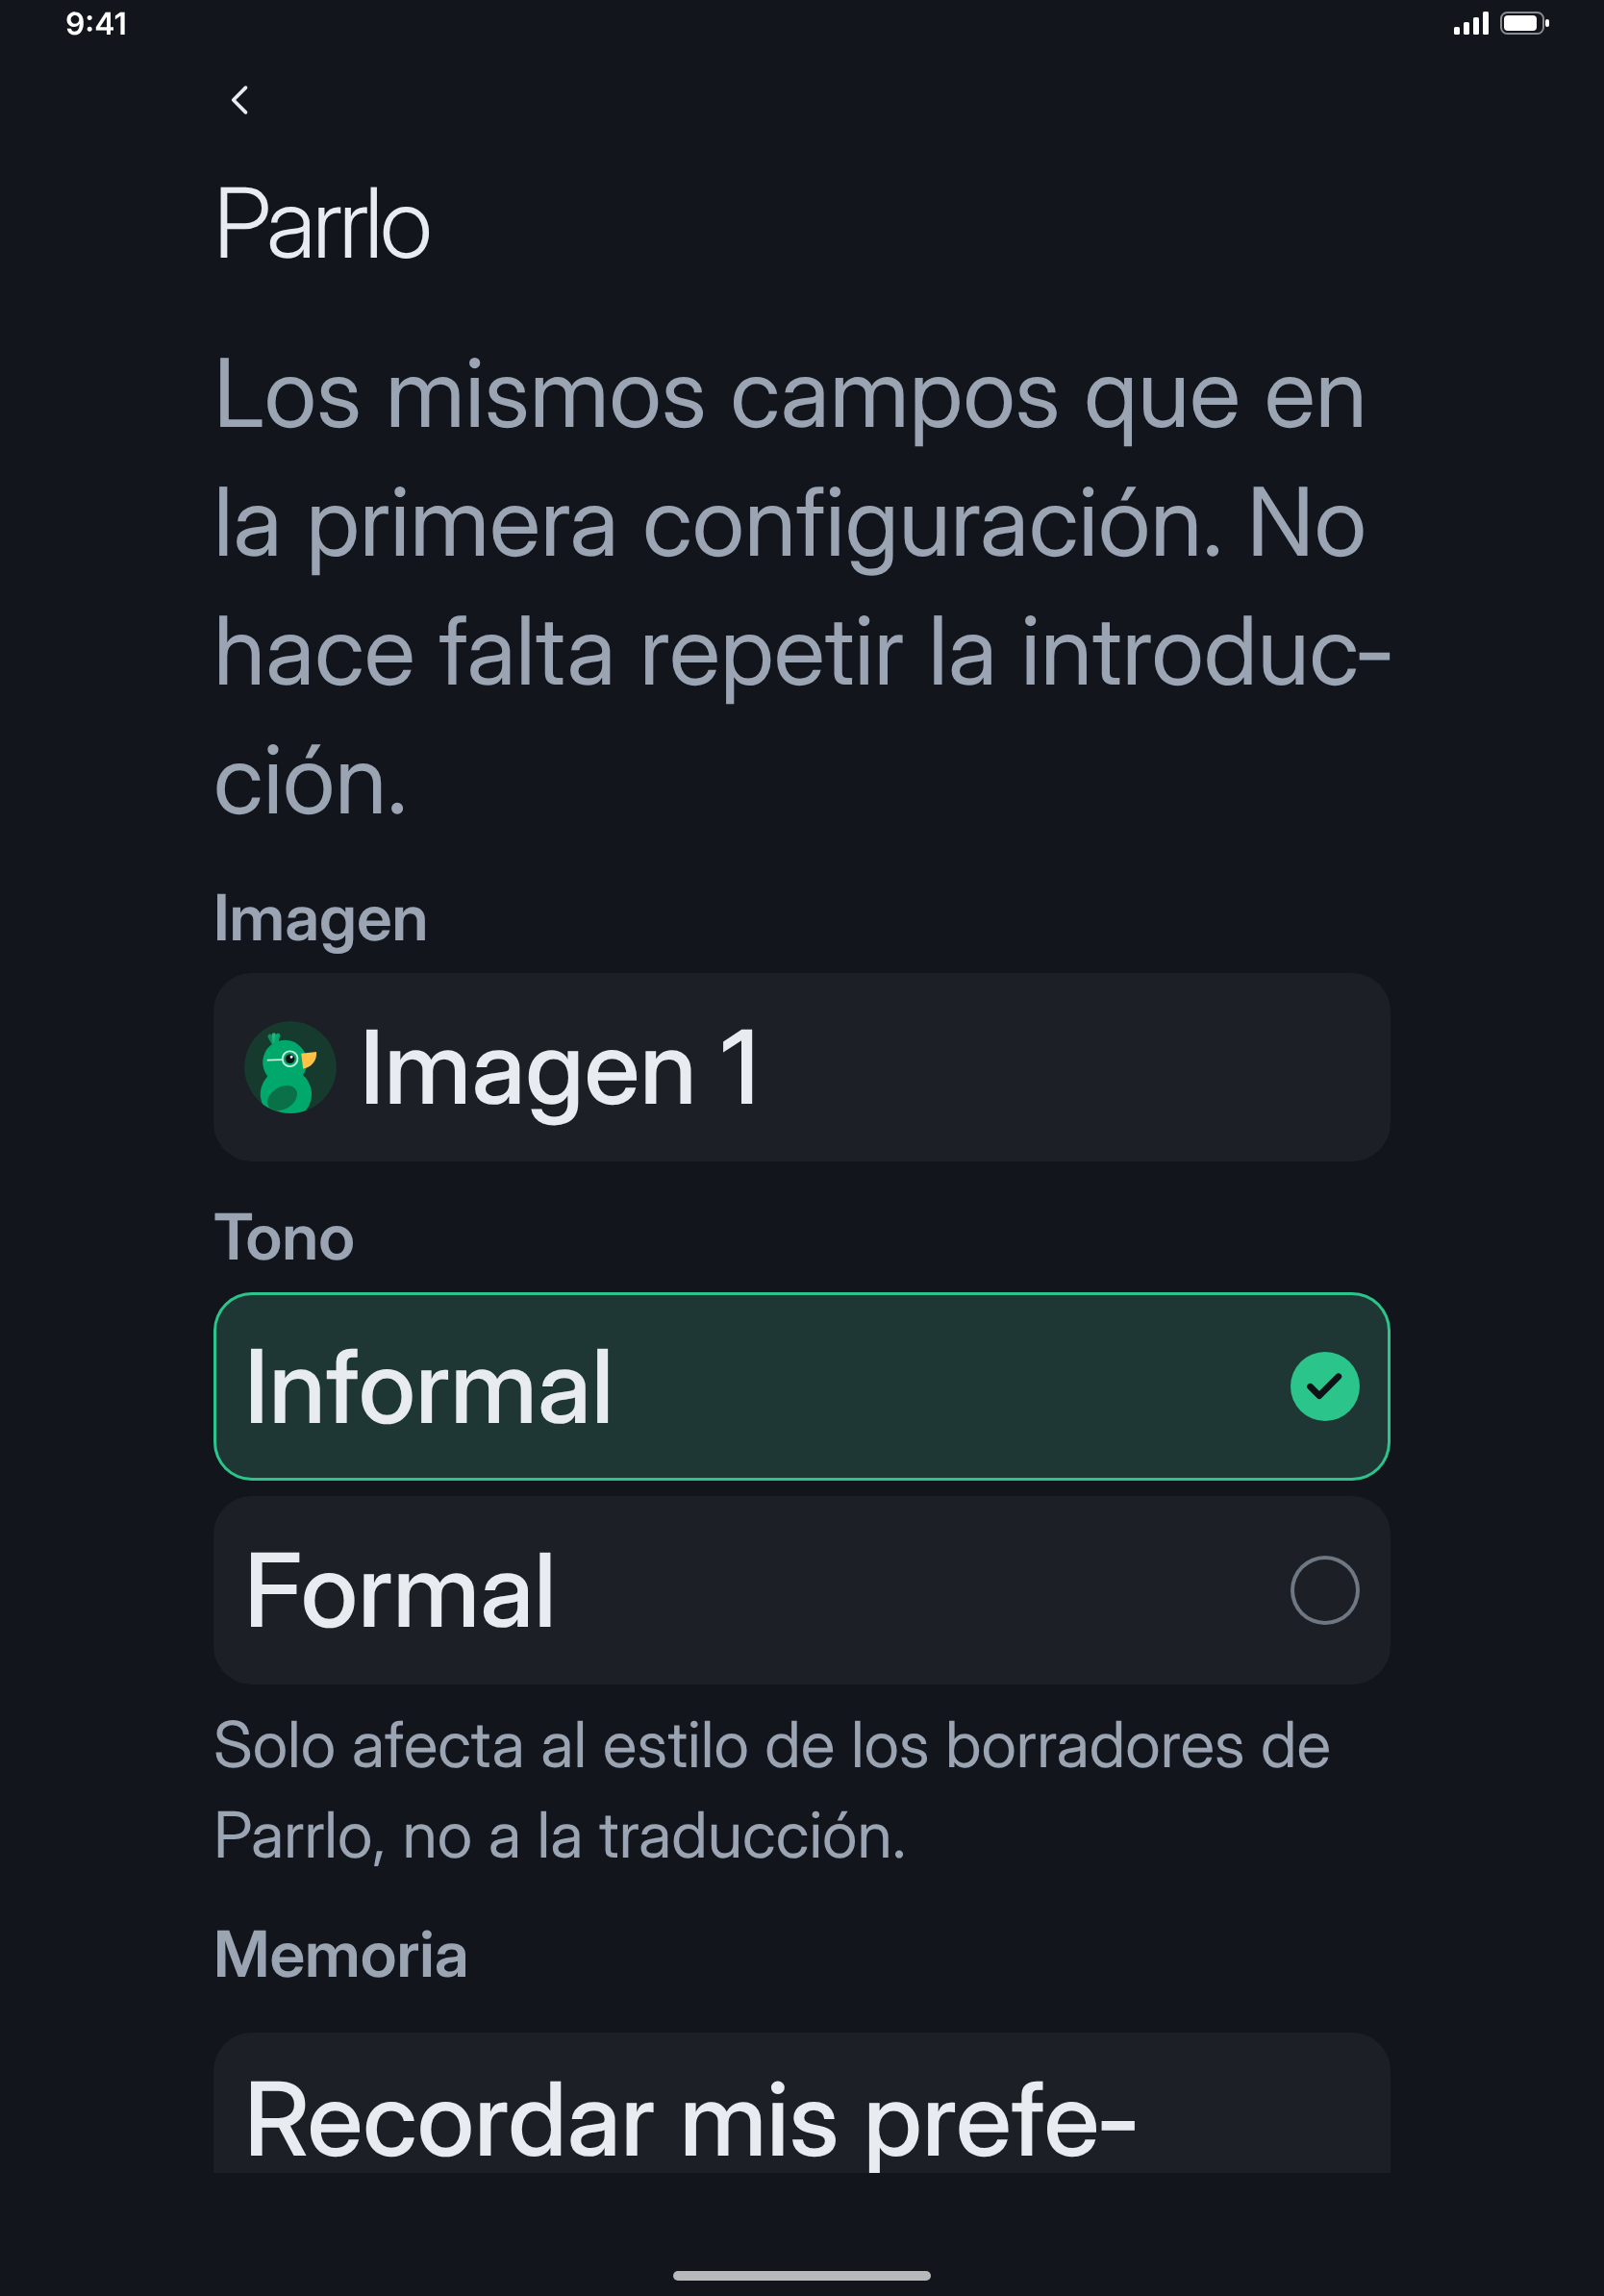 9:41
Parrlo
Los mismos campos que en
la primera configuración. No
hace falta repetir la introduc-
ción.
Imagen
Imagen 1
Tono
Informal
Formal
Solo afecta al estilo de los borradores de
Parrlo, no a la traducción.
Memoria
Recordar mis prefe-